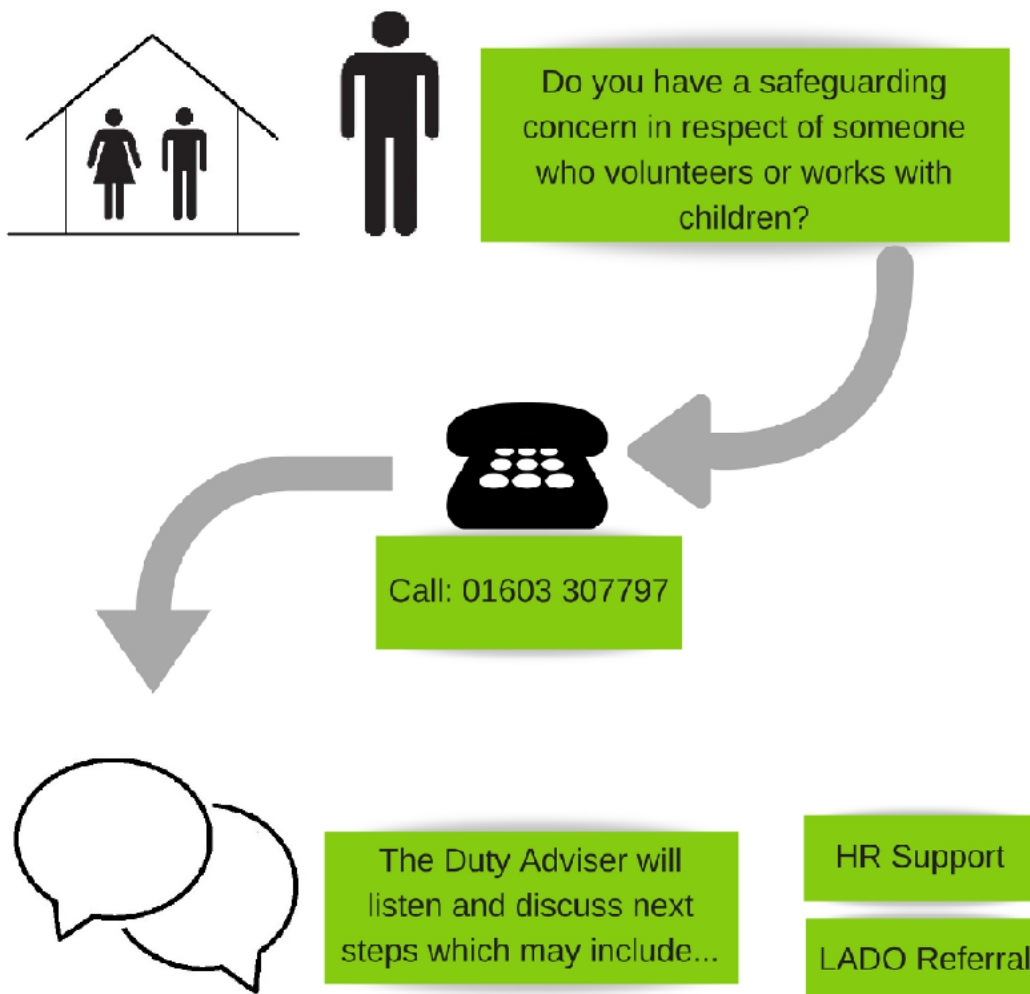 Do you have a safeguarding
concern in respect of someone
who volunteers or works with
children?
Call: 01603 307797
The Duty Adviser will
listen and discuss next
steps which may include...
HR Support
LADO Referral